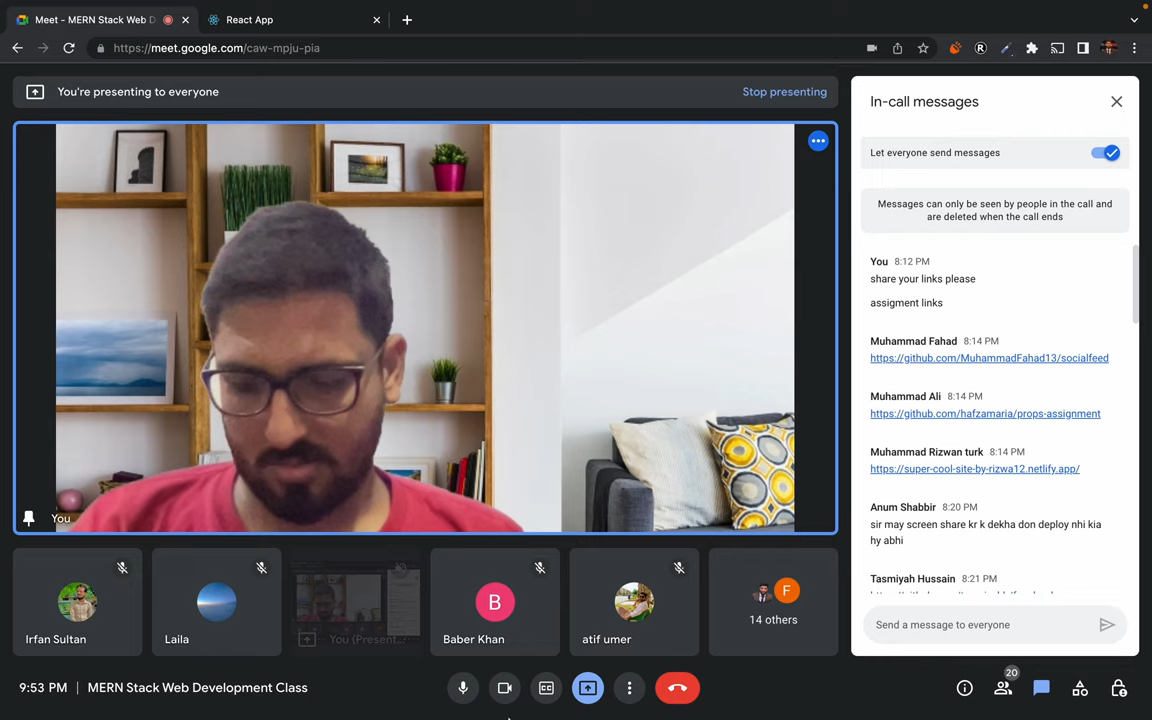 Meet - MERN Stack Web D
React App
https://meet.google.com/caw-mpju-pia
You're presenting to everyone
Stop presenting
You
Irfan Sultan
Laila
You (Present...
B
Baber Khan
atif umer
F
14 others
In-call messages
Let everyone send messages
Messages can only be seen by people in the call and
are deleted when the call ends
You 8:12 PM
share your links please
assigment links
Muhammad Fahad 8:14 PM
https://github.com/MuhammadFahad13/socialfeed
Muhammad Ali 8:14 PM
https://github.com/hafzamaria/props-assignment
Muhammad Rizwan turk 8:14 PM
https://super-cool-site-by-rizwa12.netlify.app/
Anum Shabbir 8:20 PM
sir may screen share kr k dekha don deploy nhi kia
hy abhi
Tasmiyah Hussain 8:21 PM
Send a message to everyone
9:53 PM | MERN Stack Web Development Class
20